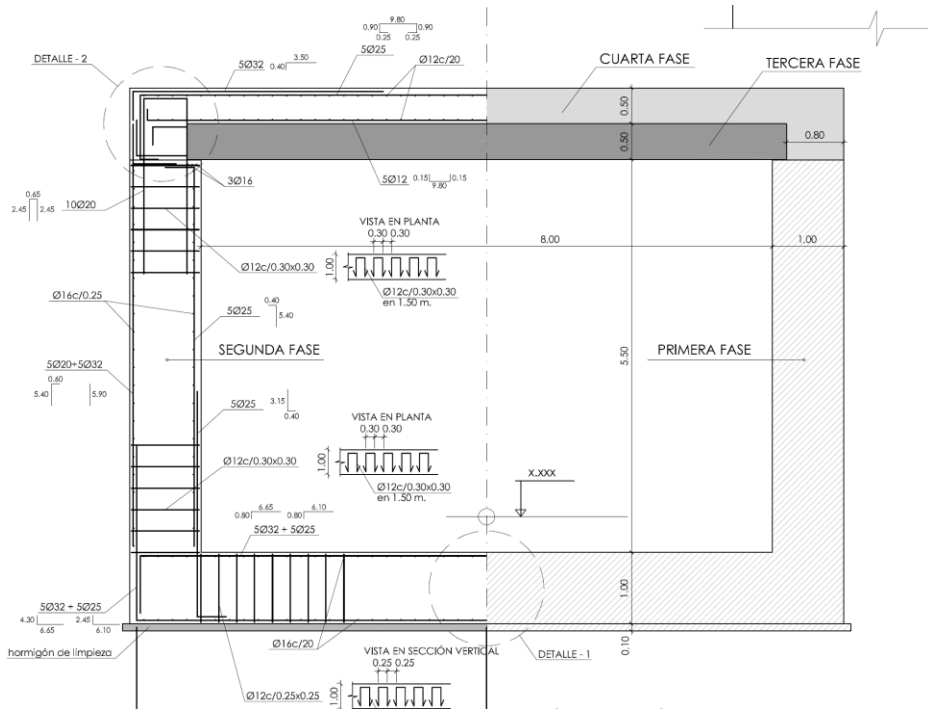 9.80
0.90 0.90
0.25 0.25
DETALLE - 2
5Ø32
0.40 3.50
5Ø25
Ø12c/20
CUARTA FASE
TERCERA FASE
0.50
0.50
0.80
3Ø16
5Ø12
0.15 0.15
9.80
0.65
2.45 2.45
10Ø20
VISTA EN PLANTA
0.30 0.30
1.00
8,00
1,00
Ø12c/0.30x0.30
Ø12c/0.30x0.30
en 1.50 m.
Ø16c/0.25
5Ø25
0.40
5.40
SEGUNDA FASE
PRIMERA FASE
5.50
5Ø20+5Ø32
0.60
5.40 5.90
5Ø25
3.15
0.40
VISTA EN PLANTA
0.30 0.30
1.00
Ø12c/0.30x0.30
Ø12c/0.30x0.30
en 1.50 m.
X.XXX
6.65 6.10
0.80 0.80
5Ø32 + 5Ø25
1.00
5Ø32 + 5Ø25
4.30 2.45
6.65 6.10
hormigón de limpieza
Ø16c/20
VISTA EN SECCIÓN VERTICAL
DETALLE - 1
0.10
0.25 0.25
1.00
Ø12c/0.25x0.25